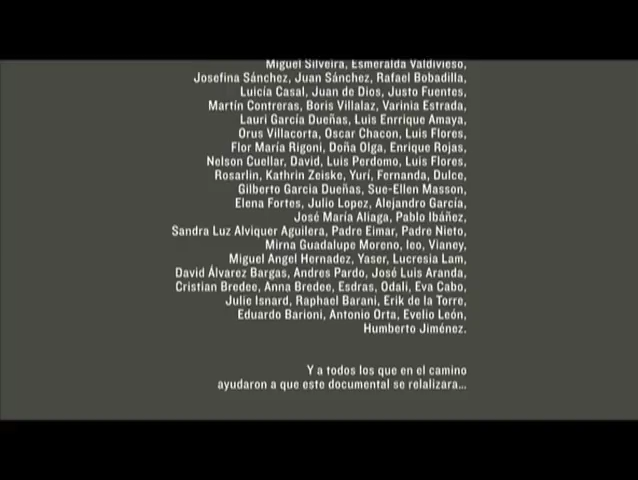 Miguel Silveira, Esmeralda Valdivieso,
Josefina Sánchez, Juan Sánchez, Rafael Bobadilla,
Luicía Casal, Juan de Dios, Justo Fuentes,
Martín Contreras, Boris Villalaz, Varinia Estrada,
Lauri García Dueñas, Luis Enrrique Amaya,
Orus Villacorta, Oscar Chacon, Luis Flores,
Flor María Rigoni, Doña Olga, Enrique Rojas,
Nelson Cuellar, David, Luis Perdomo, Luis Flores,
Rosarlin, Kathrin Zeiske, Yurí, Fernanda, Dulce,
Gilberto Garcia Dueñas, Sue-Ellen Masson,
Elena Fortes, Julio Lopez, Alejandro García,
José María Aliaga, Pablo Ibáñez,
Sandra Luz Alviquer Aguilera, Padre Eimar, Padre Nieto,
Mirna Guadalupe Moreno, leo, Vianey,
Miguel Angel Hernadez, Yaser, Lucresia Lam,
David Álvarez Bargas, Andres Pardo, José Luis Aranda,
Cristian Bredee, Anna Bredee, Esdras, Odali, Eva Cabo,
Julie Isnard, Raphael Barani, Erik de la Torre,
Eduardo Barioni, Antonio Orta, Evelio León,
Humberto Jiménez.
Y a todos los que en el camino
ayudaron a que este documental se relalizara...